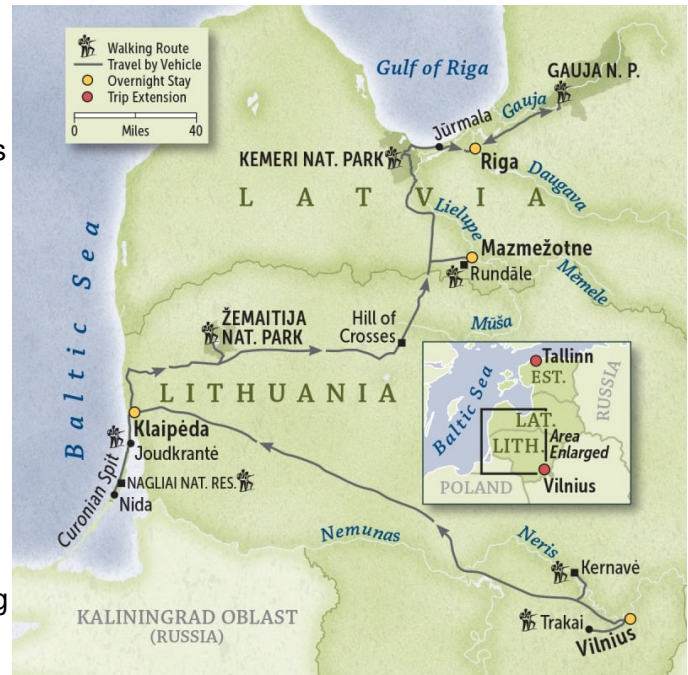 s
g
Walking Route
Travel by Vehicle
Overnight Stay
Trip Extension
0 Miles 40
Gulf of Riga
GAUJA N. P.
Gauja
Jūrmala
KEMERI NAT. PARK
Riga
Daugava
LATVIA
Lielupe
Mazmežotne
Rundāle
Mēmele
Baltic Sea
ŽEMAITIJA
NAT. PARK
Hill of
Crosses
Mūša
LITHUANIA
Klaipėda
Joudkrantė
Curonian Spit
NAGLIAI NAT. RES.
Nida
Nemunas
Neris
Kernavė
Trakai
Vilnius
KALININGRAD OBLAST
(RUSSIA)
Tallinn
EST.
Baltic Sea
RUSSIA
LAT.
LITH.
Area
Enlarged
POLAND
Vilnius